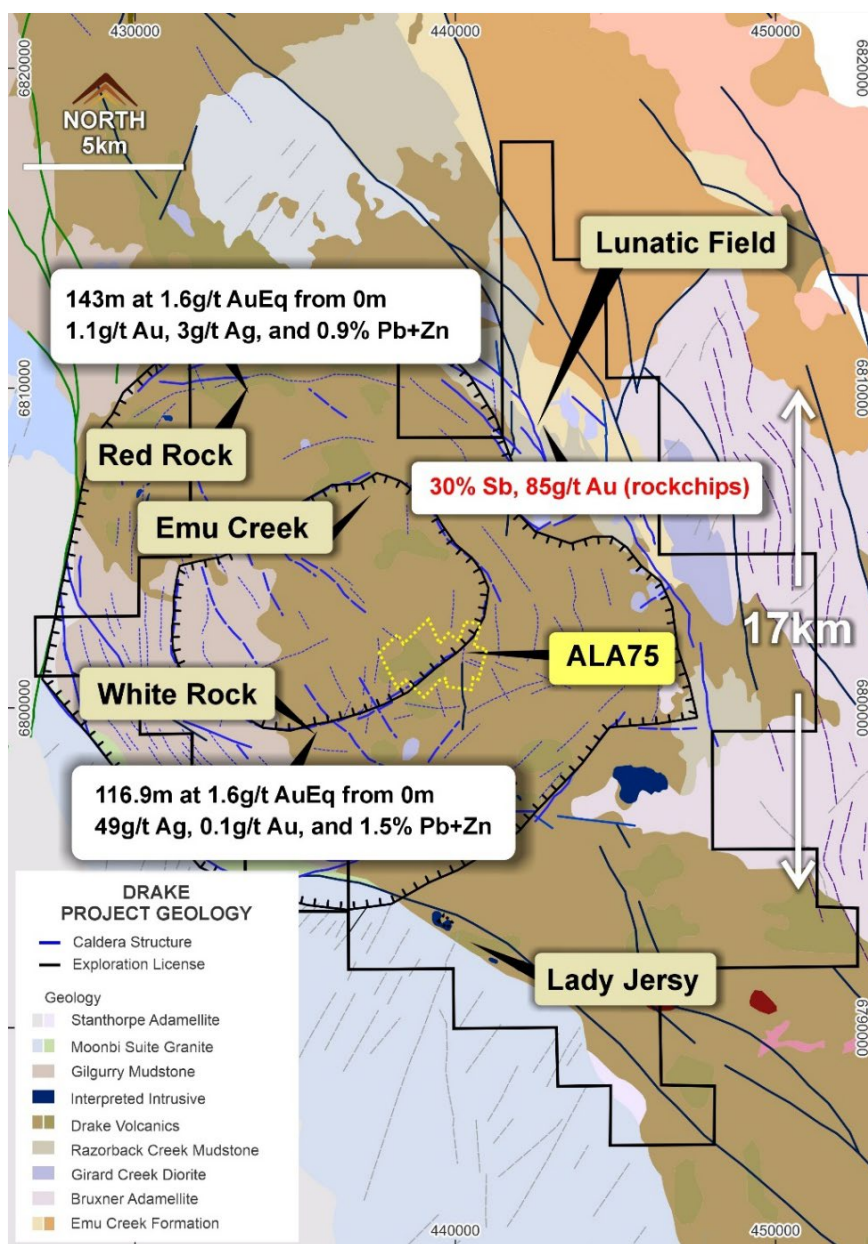 430000
440000
450000
6820000
6820000
NORTH
5km
Lunatic Field
143m at 1.6g/t AuEq from 0m
1.1g/t Au, 3g/t Ag, and 0.9% Pb+Zn
6810000
6810000
Red Rock
30% Sb, 85g/t Au (rockchips)
Emu Creek
17km
ALA75
White Rock
6800000
6800000
116.9m at 1.6g/t AuEq from 0m
49g/t Ag, 0.1g/t Au, and 1.5% Pb+Zn
DRAKE
PROJECT GEOLOGY
Caldera Structure
Exploration License
Geology
Stanthorpe Adamellite
Moonbi Suite Granite
Gilgurry Mudstone
Interpreted Intrusive
Drake Volcanics
Razorback Creek Mudstone
Girard Creek Diorite
Bruxner Adamellite
Emu Creek Formation
Lady Jersy
6790000
440000
450000